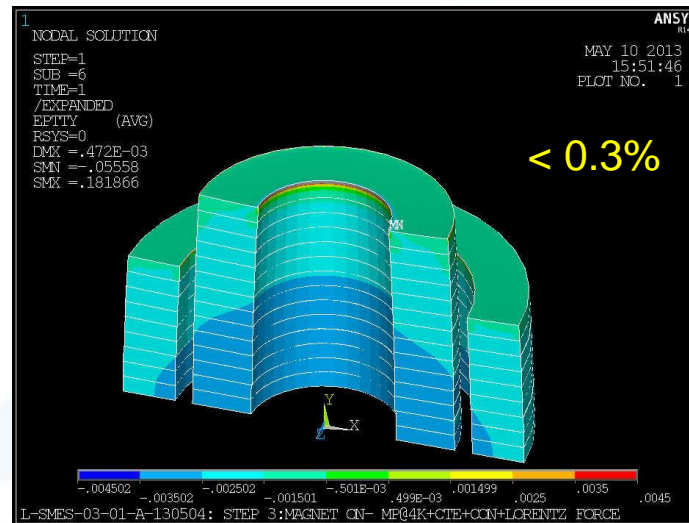 1
NODAL SOLUTION
STEP=1
SUB =6
TIME=1
/EXPANDED
EPTTY (AVG)
RSYS=0
DMX =.472E-03
SMN =-.05558
SMX =.181866
ANSY
R14
MAY 10 2013
15:51:46
PLOT NO. 1
< 0.3%
MN
Y
Z X
-.004502 -.002502 -.501E-03 .001499 .0035
-.003502 -.001501 .499E-03 .0025 .0045
L-SMES-03-01-A-130504: STEP 3:MAGNET ON- MP@4K+CTE+CON+LORENTZ FORCE